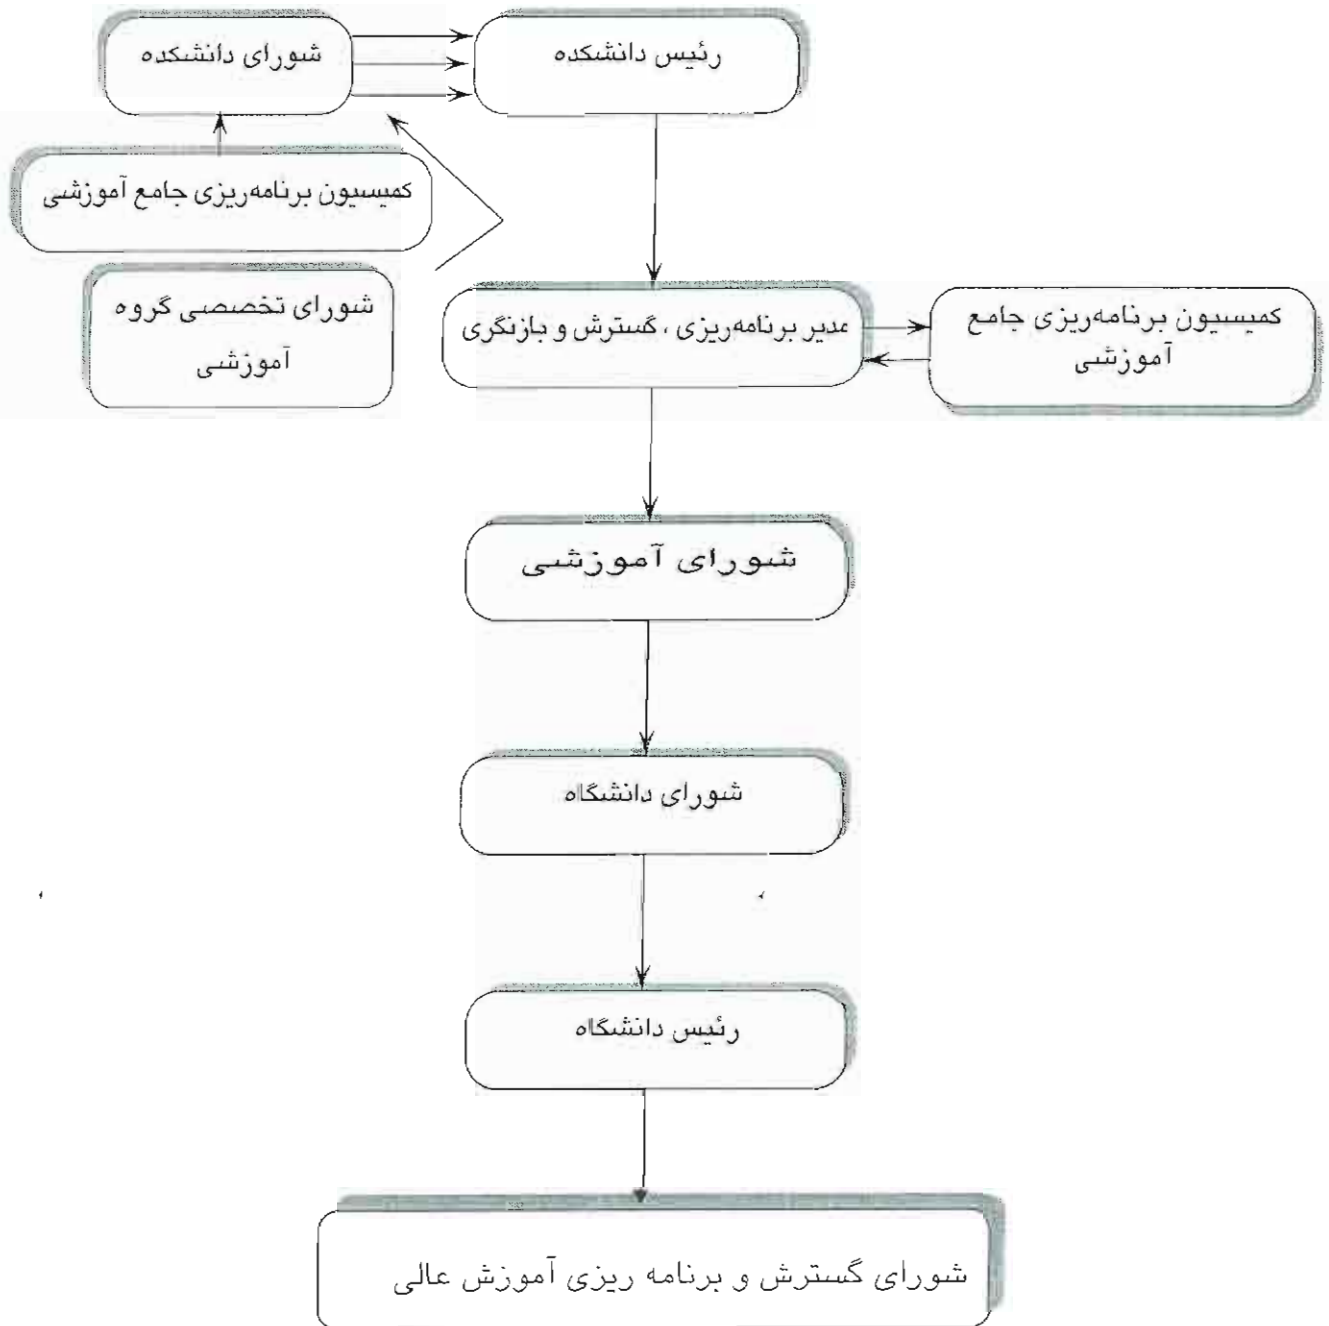 رئیس دانشکده
شورای دانشکده
کمیسیون برنامه‌ریزی جامع آموزشی
شورای تخصصی گروه
آموزشی
کمیسیون برنامه‌ریزی جامع
آموزشی
مدیر برنامه‌ریزی ، گسترش و بازنگری
شورای آموزشی
شورای دانشگاه
رئیس دانشگاه
شورای گسترش و برنامه ریزی آموزش عالی